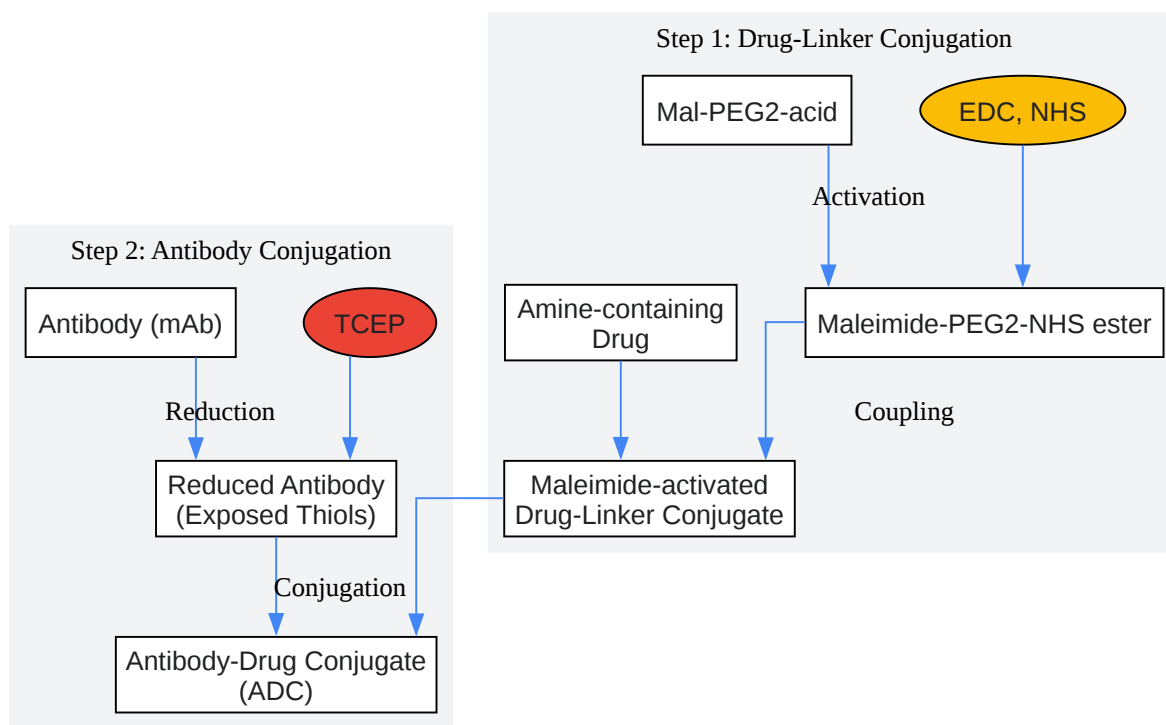 Step 1: Drug-Linker Conjugation
Mal-PEG2-acid
EDC, NHS
Activation
Maleimide-PEG2-NHS ester
Amine-containing
Drug
Coupling
Maleimide-activated
Drug-Linker Conjugate
Step 2: Antibody Conjugation
Antibody (mAb)
TCEP
Reduction
Reduced Antibody
(Exposed Thiols)
Conjugation
Antibody-Drug Conjugate
(ADC)